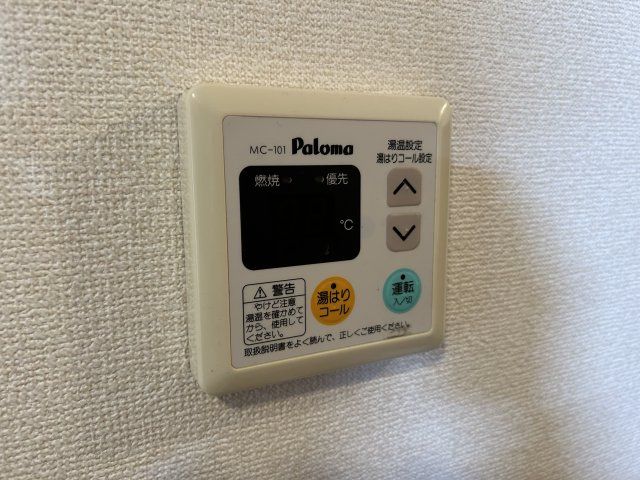 MC-101 Paloma
湯温設定
湯はりコール設定
燃焼 優先
℃
警告
やけど注意
湯温を確かめて
から、使用して
ください。
湯はり
コール
運転
入/切
取扱説明書をよく読んで、正しくご使用ください。